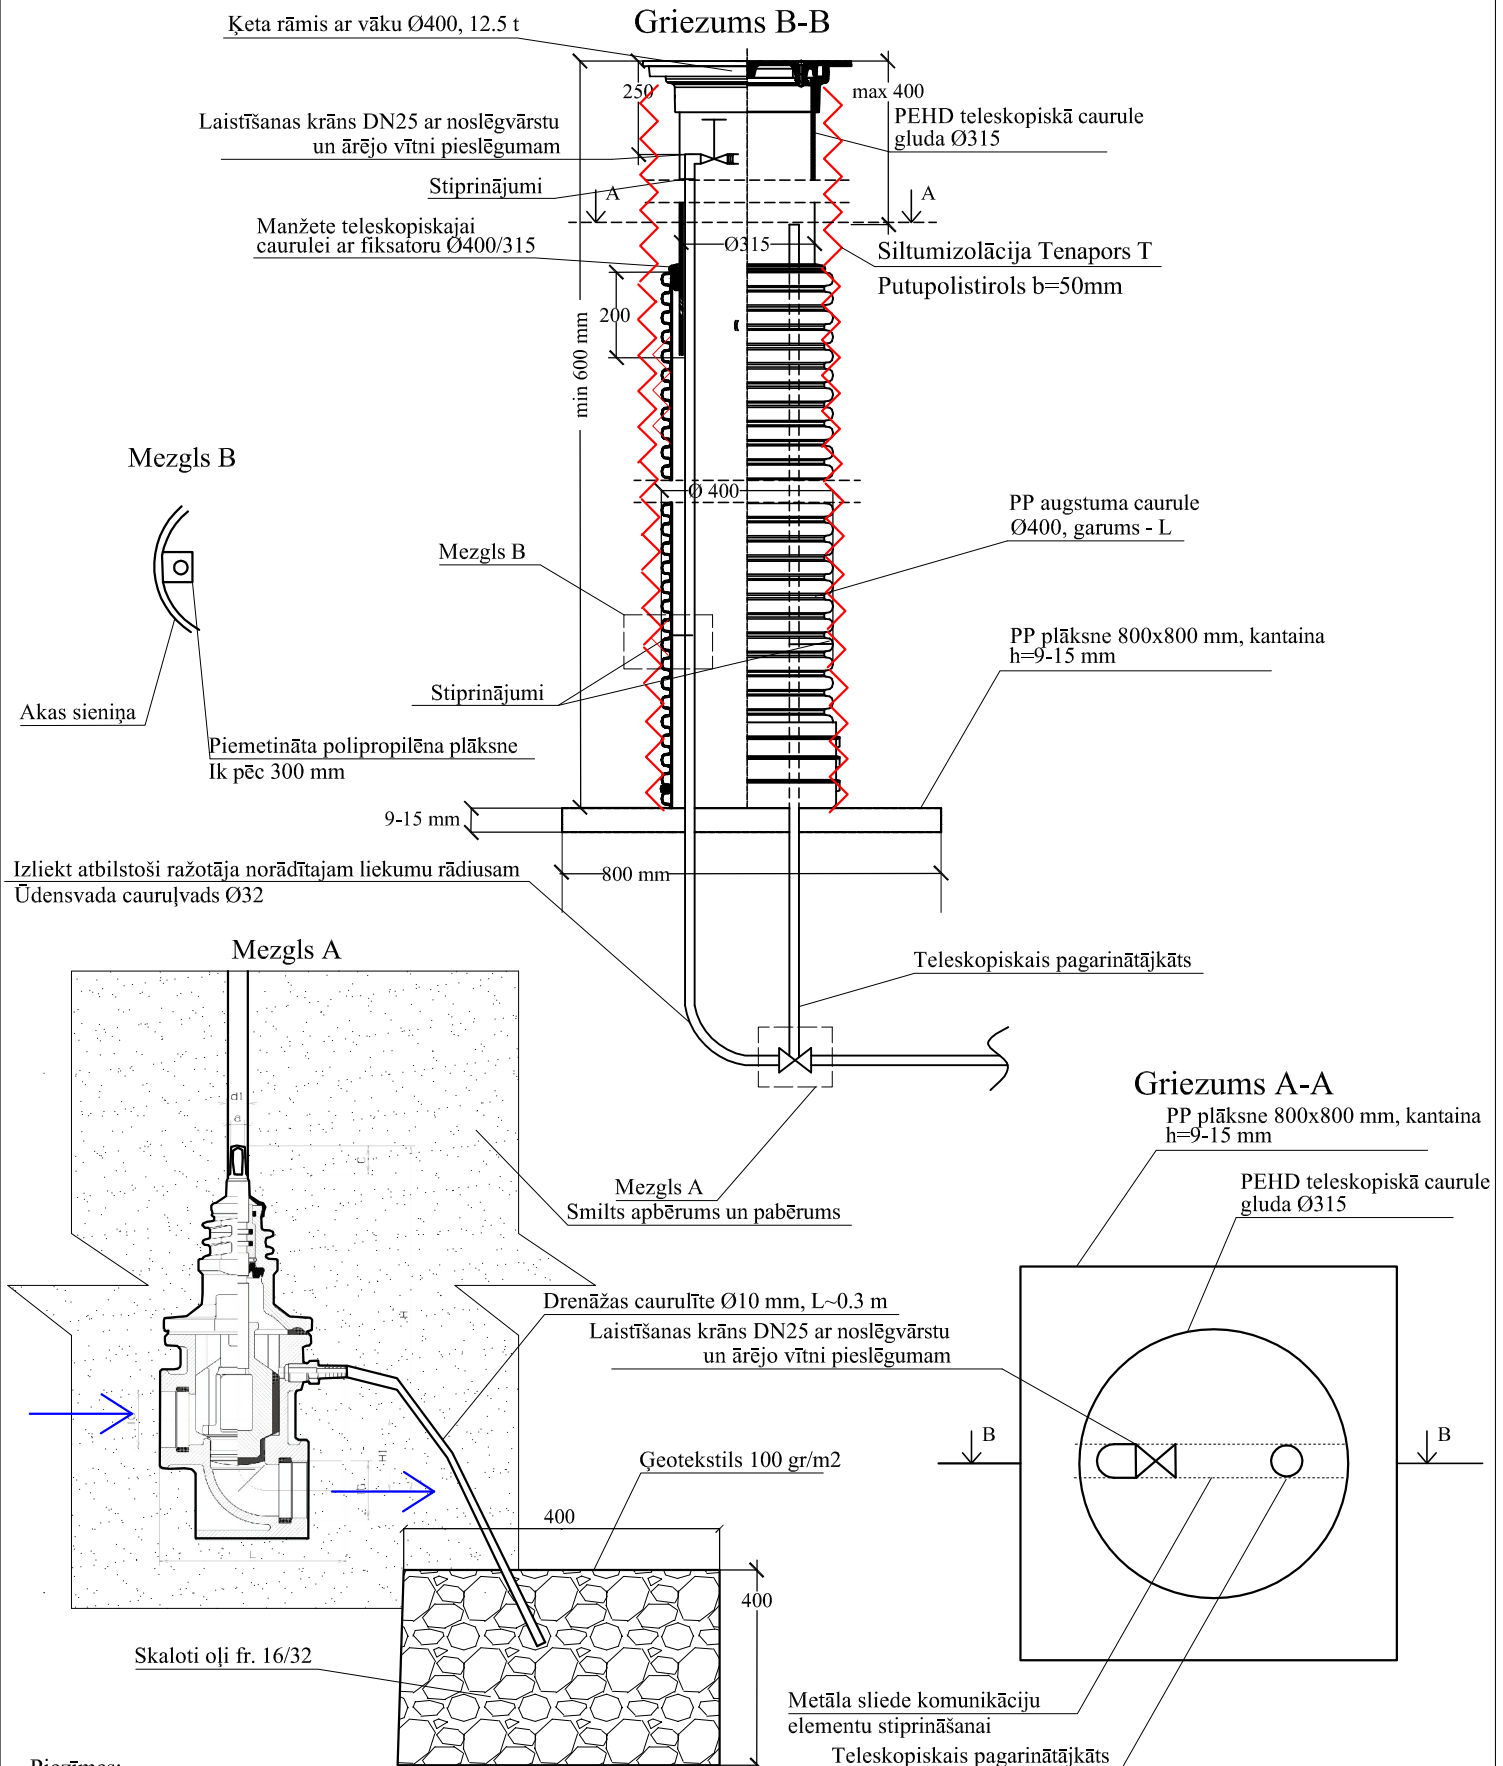 Griezums B-B
Ķeta rāmis ar vāku Ø400, 12.5 t
250
max 400
Laistīšanas krāns DN25 ar noslēgvārstu
un ārējo vītni pieslēgumam
PEHD teleskopiskā caurule
gluda Ø315
Stiprinājumi
A
A
Manžete teleskopiskajai
caurulei ar fiksatoru Ø400/315
Ø315
Siltumizolācija Tenapors T
Putupolistirols b=50mm
200
min 600 mm
Mezgls B
Ø 400
PP augstuma caurule
Ø400, garums - L
Mezgls B
PP plāksne 800x800 mm, kantaina
h=9-15 mm
Stiprinājumi
Akas sieniņa
Piemetināta polipropilēna plāksne
Ik pēc 300 mm
9-15 mm
800 mm
Izliekt atbilstoši ražotāja norādītajam liekumu rādiusam
Ūdensvada cauruļvads Ø32
Mezgls A
Teleskopiskais pagarinātājkāts
d1
a
C
H
H1
L
Mezgls A
Smilts apbērums un pabērums
Griezums A-A
PP plāksne 800x800 mm, kantaina
h=9-15 mm
PEHD teleskopiskā caurule
gluda Ø315
Drenāžas caurulīte Ø10 mm, L~0.3 m
Laistīšanas krāns DN25 ar noslēgvārstu
un ārējo vītni pieslēgumam
B
B
Ģeotekstils 100 gr/m2
400
400
Skaloti oļi fr. 16/32
Metāla sliede komunikāciju
elementu stiprināšanai
Teleskopiskais pagarinātājkāts
Piezīmes: